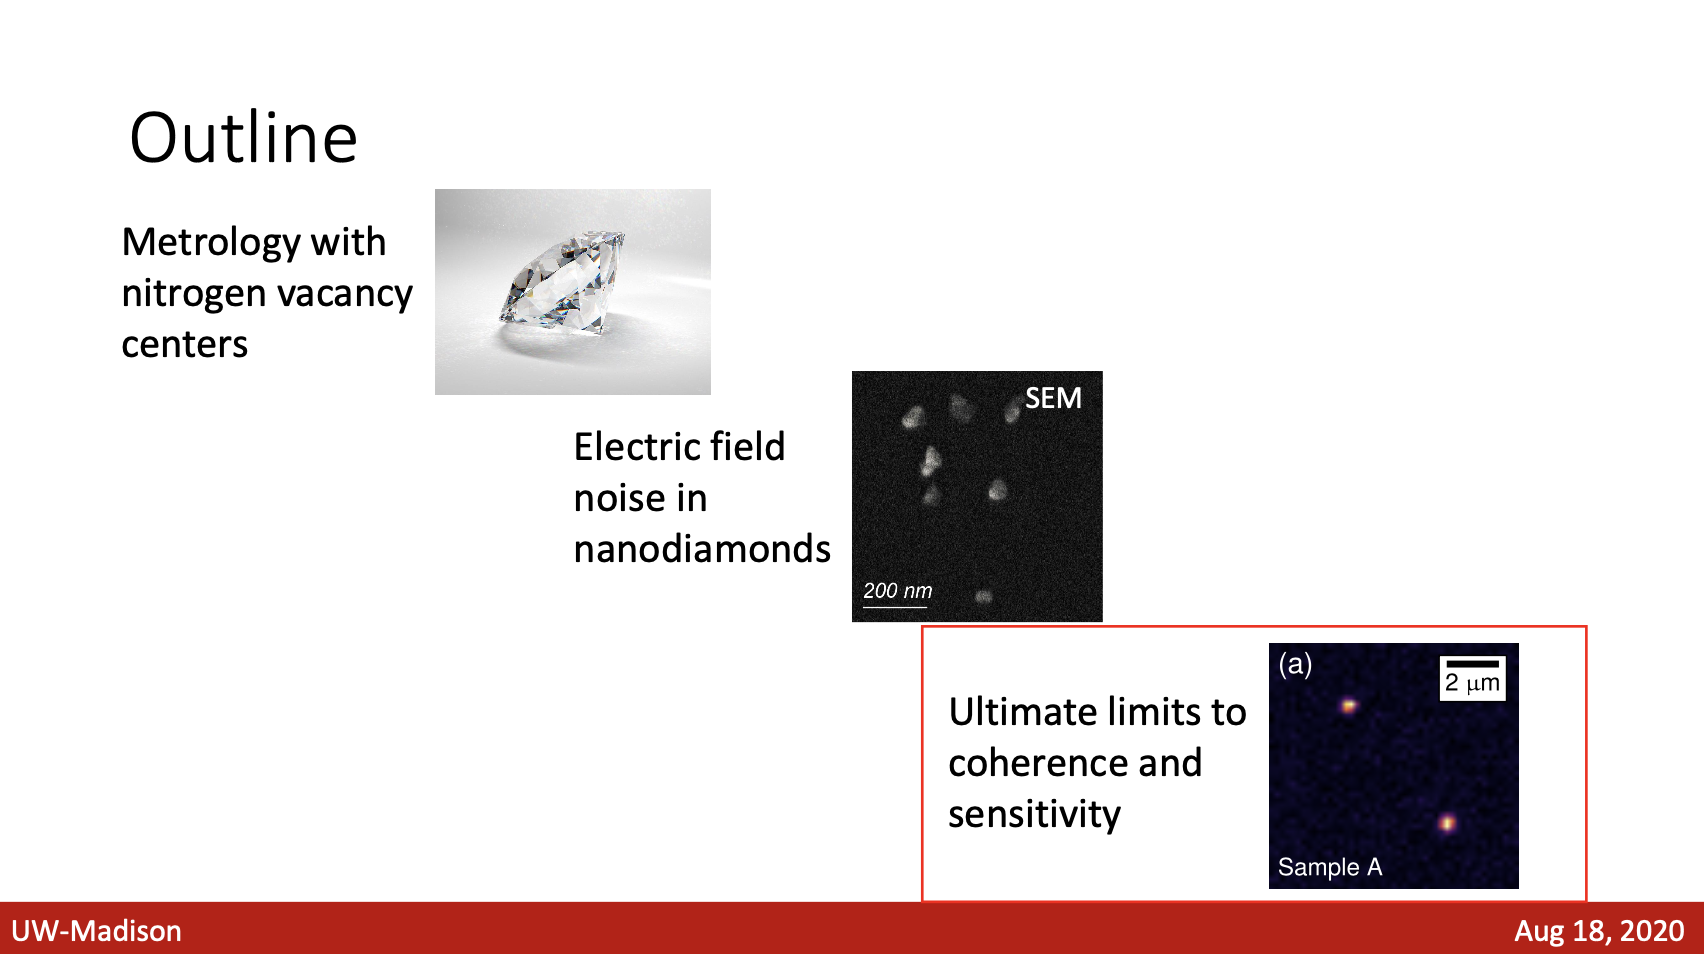 Outline
Metrology with
nitrogen vacancy
centers
SEM
Electric field
noise in
nanodiamonds
200 nm
(a)
2 μm
Ultimate limits to
coherence and
sensitivity
Sample A
UW-Madison
Aug 18, 2020